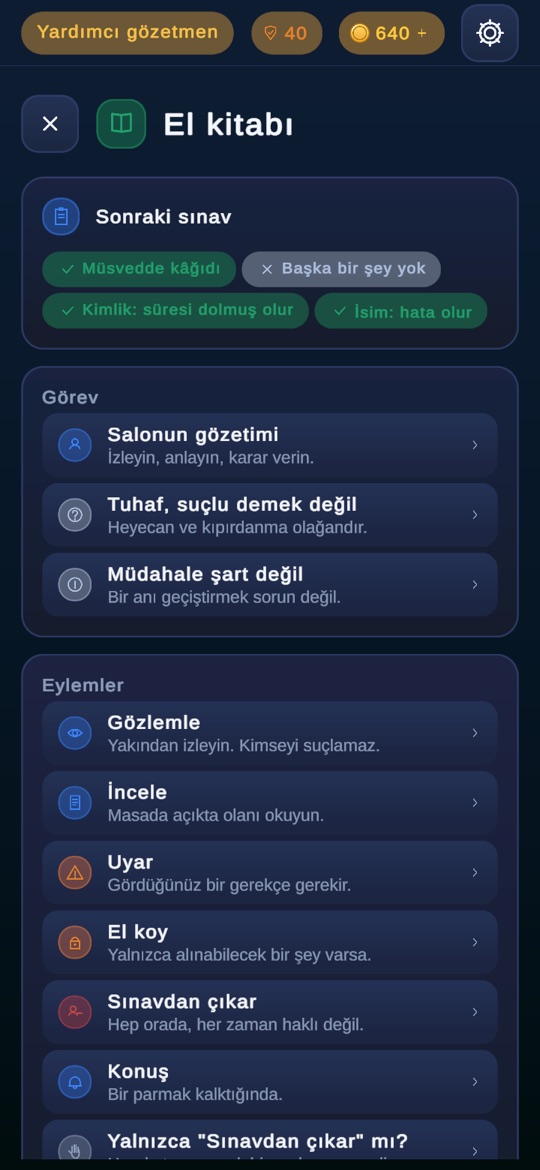 Yardımcı gözetmen
40
640 +
El kitabı
Sonraki sınav
Müsvedde kâğıdı
Başka bir şey yok
Kimlik: süresi dolmuş olur
İsim: hata olur
Görev
Salonun gözetimi
İzleyin, anlayın, karar verin.
Tuhaf, suçlu demek değil
Heyecan ve kıpırdanma olağandır.
Müdahale şart değil
Bir anı geçiştirmek sorun değil.
Eylemler
Gözlemle
Yakından izleyin. Kimseyi suçlamaz.
İncele
Masada açıkta olanı okuyun.
Uyar
Gördüğünüz bir gerekçe gerekir.
El koy
Yalnızca alınabilecek bir şey varsa.
Sınavdan çıkar
Hep orada, her zaman haklı değil.
Konuş
Bir parmak kalktığında.
Yalnızca "Sınavdan çıkar" mı?